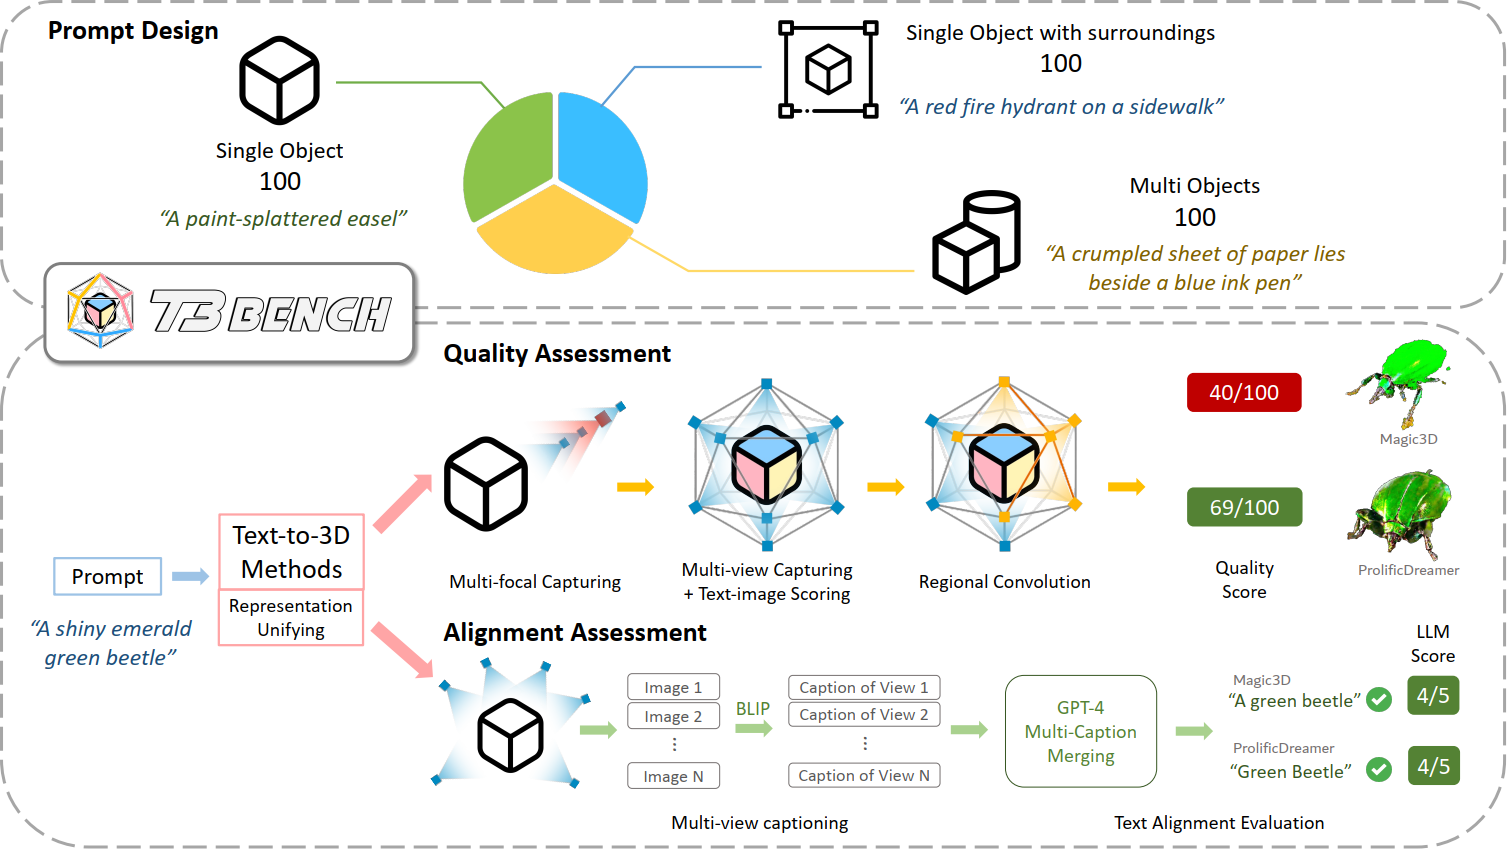 Prompt Design
Single Object
100
“A paint-splattered easel”
Single Object with surroundings
100
“A red fire hydrant on a sidewalk”
Multi Objects
100
“A crumpled sheet of paper lies
beside a blue ink pen”
T3 BENCH
Quality Assessment
Prompt
“A shiny emerald
green beetle”
Text-to-3D
Methods
Representation
Unifying
Multi-focal Capturing
Multi-view Capturing
+ Text-image Scoring
Regional Convolution
40/100
Magic3D
69/100
ProlificDreamer
Quality
Score
Alignment Assessment
Image 1
Image 2
⋮
Image N
BLIP
Caption of View 1
Caption of View 2
⋮
Caption of View N
Multi-view captioning
GPT-4
Multi-Caption
Merging
LLM
Score
Magic3D
“A green beetle”
4/5
ProlificDreamer
“Green Beetle”
4/5
Text Alignment Evaluation